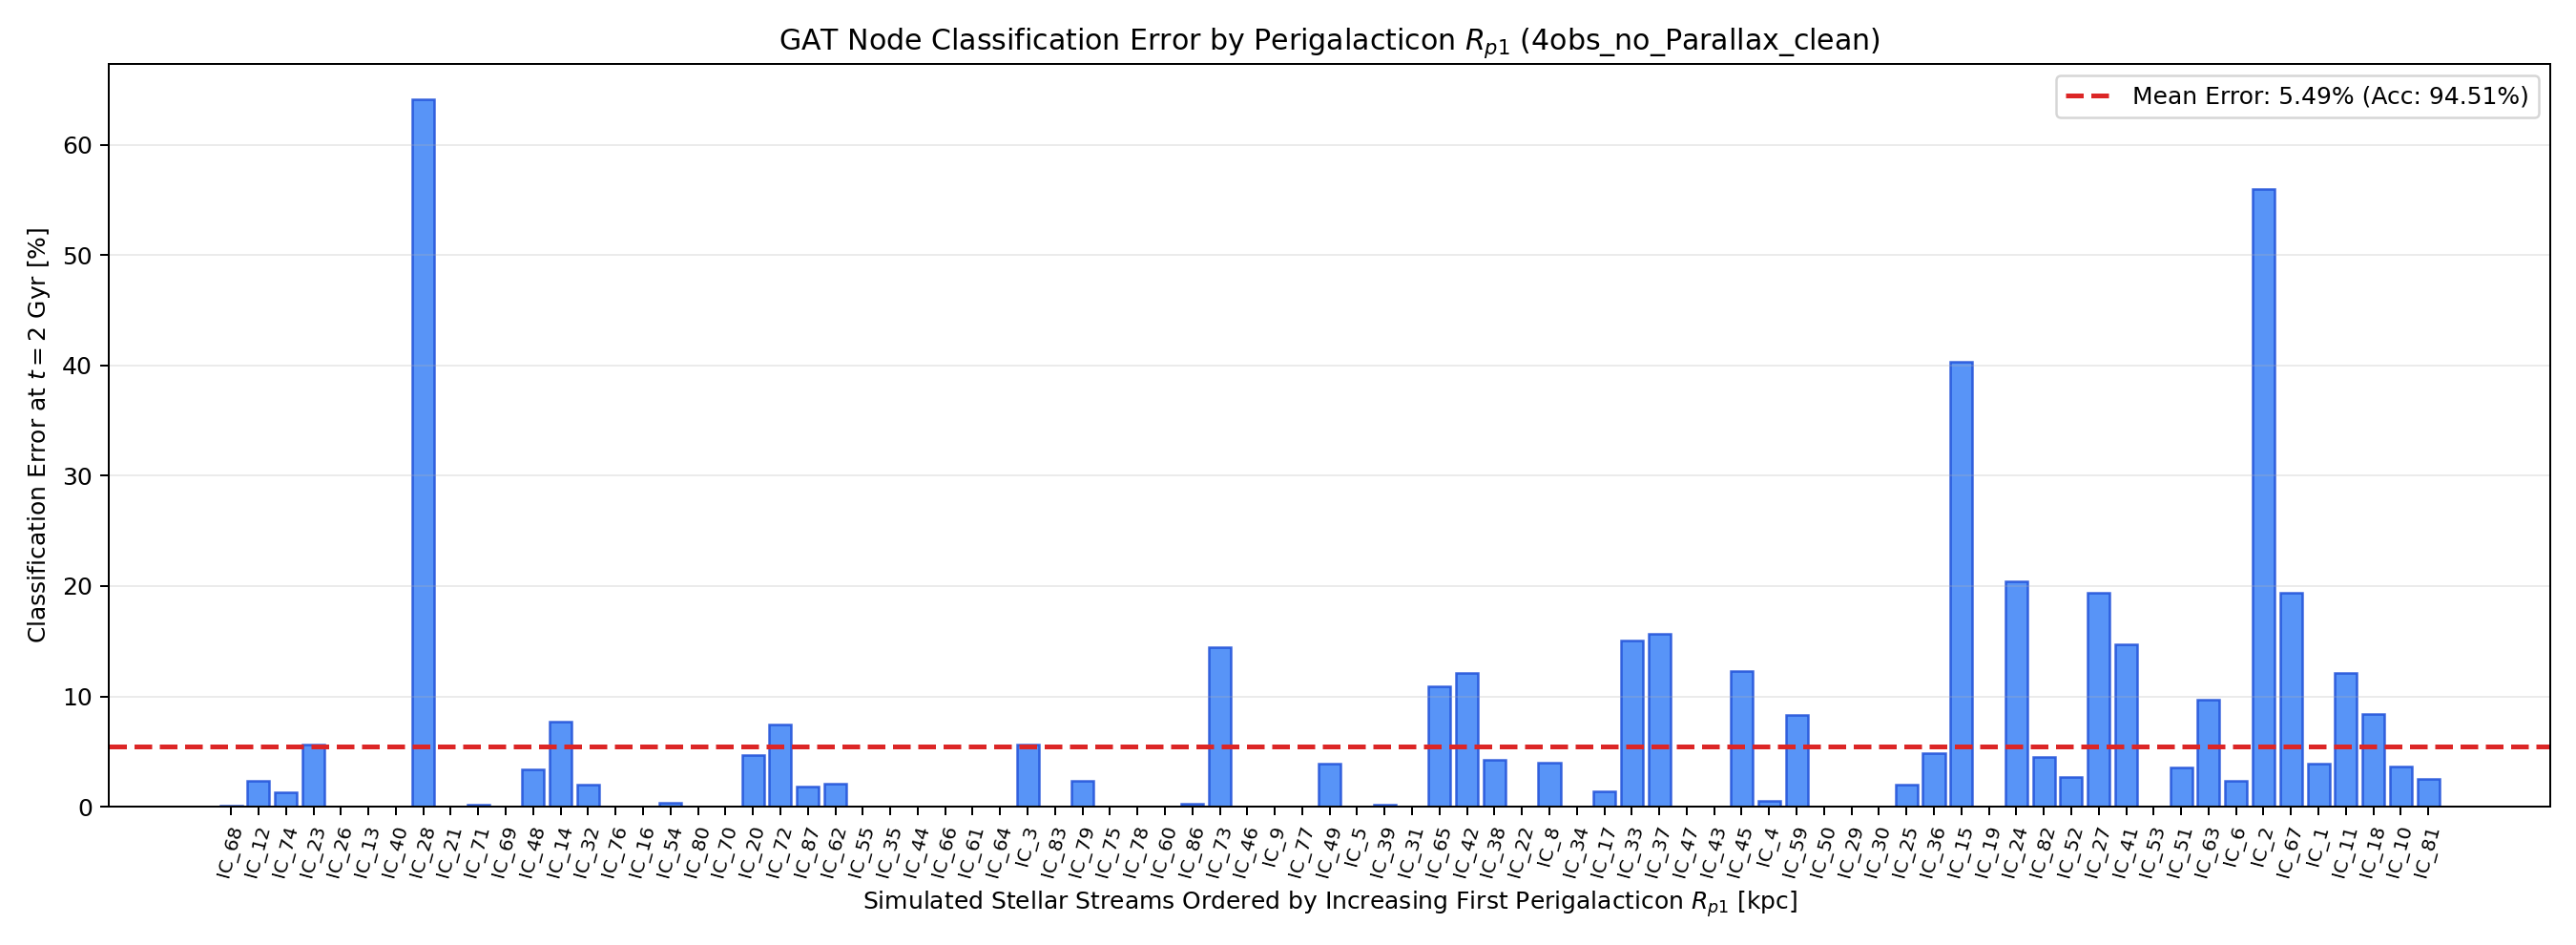 GAT Node Classification Error by Perigalacticon R_{p1} (4obs_no_Parallax_clean)
Mean Error: 5.49% (Acc: 94.51%)
Classification Error at t = 2 Gyr [%]
60
50
40
30
20
10
0
IC_68 IC_12 IC_74 IC_23 IC_26 IC_13 IC_40 IC_28 IC_21 IC_71 IC_69 IC_48 IC_14 IC_32 IC_76 IC_16 IC_54 IC_80 IC_70 IC_20 IC_72 IC_87 IC_62 IC_55 IC_35 IC_44 IC_66 IC_61 IC_64 IC_3 IC_83 IC_79 IC_75 IC_78 IC_60 IC_86 IC_73 IC_46 IC_9 IC_77 IC_49 IC_5 IC_39 IC_31 IC_65 IC_42 IC_38 IC_22 IC_8 IC_34 IC_17 IC_33 IC_37 IC_47 IC_43 IC_45 IC_4 IC_59 IC_50 IC_29 IC_30 IC_25 IC_36 IC_15 IC_19 IC_24 IC_82 IC_52 IC_27 IC_41 IC_53 IC_51 IC_63 IC_6 IC_2 IC_67 IC_1 IC_11 IC_18 IC_10 IC_81
Simulated Stellar Streams Ordered by Increasing First Perigalacticon R_{p1} [kpc]